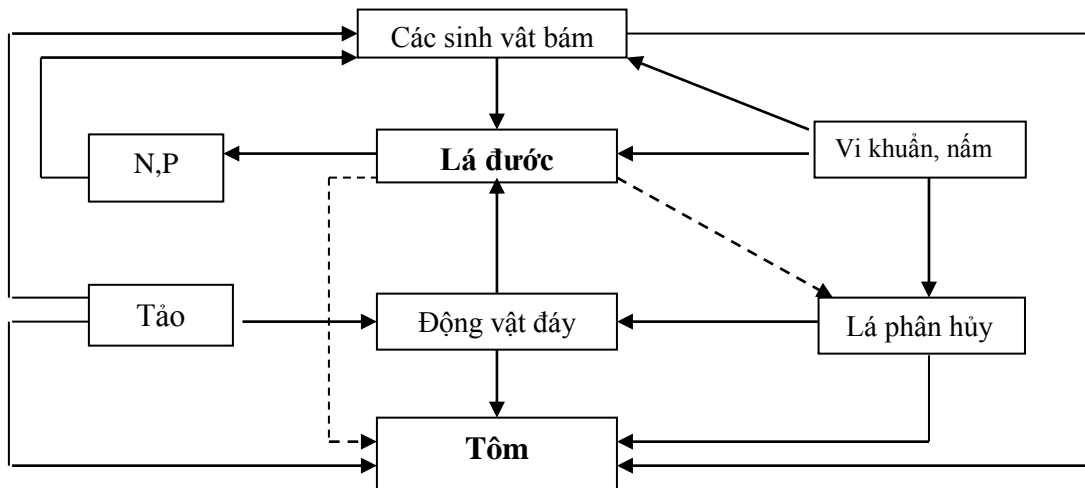 Các sinh vât bám
Lá đước
Vi khuẩn, nấm
N,P
Tảo
Động vật đáy
Lá phân hủy
Tôm